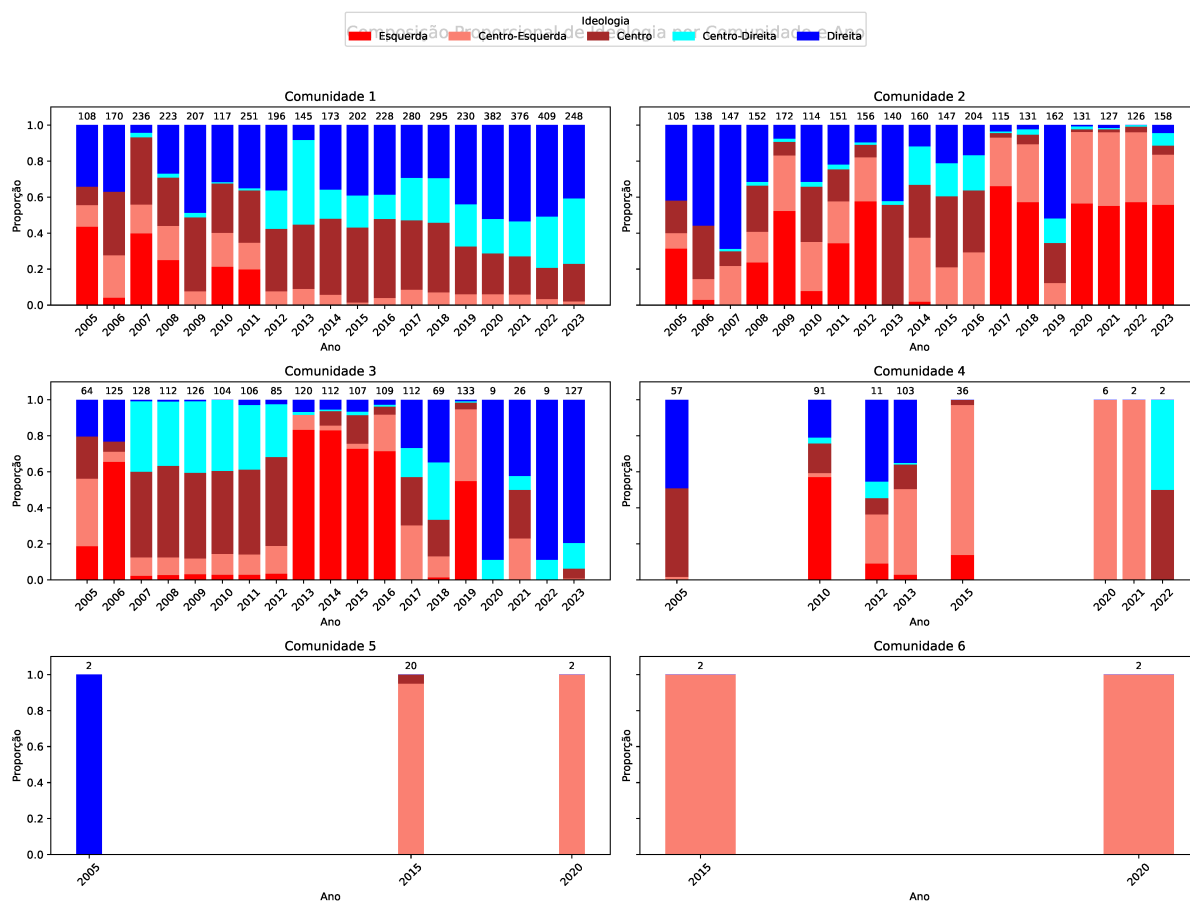 Composição Proporcional de Ideologia por Comunidade e Ano
Ideologia
Esquerda Centro-Esquerda Centro Centro-Direita Direita
Comunidade 1
108 170 236 223 207 117 251 196 145 173 202 228 280 295 230 382 376 409 248
1.0
0.8
0.6
0.4
0.2
0.0
Proporção
2005 2006 2007 2008 2009 2010 2011 2012 2013 2014 2015 2016 2017 2018 2019 2020 2021 2022 2023
Ano
Comunidade 2
105 138 147 152 172 114 151 156 140 160 147 204 115 131 162 131 127 126 158
Proporção
2005 2006 2007 2008 2009 2010 2011 2012 2013 2014 2015 2016 2017 2018 2019 2020 2021 2022 2023
Ano
Comunidade 3
64 125 128 112 126 104 106 85 120 112 107 109 112 69 133 9 26 9 127
1.0
0.8
0.6
0.4
0.2
0.0
Proporção
2005 2006 2007 2008 2009 2010 2011 2012 2013 2014 2015 2016 2017 2018 2019 2020 2021 2022 2023
Ano
Comunidade 4
57 91 11 103 36 6 2 2
Proporção
2005 2010 2012 2013 2015 2020 2021 2022
Ano
Comunidade 5
2 20 2
1.0
0.8
0.6
0.4
0.2
0.0
Proporção
2005 2015 2020
Ano
Comunidade 6
2 2
Proporção
2015 2020
Ano